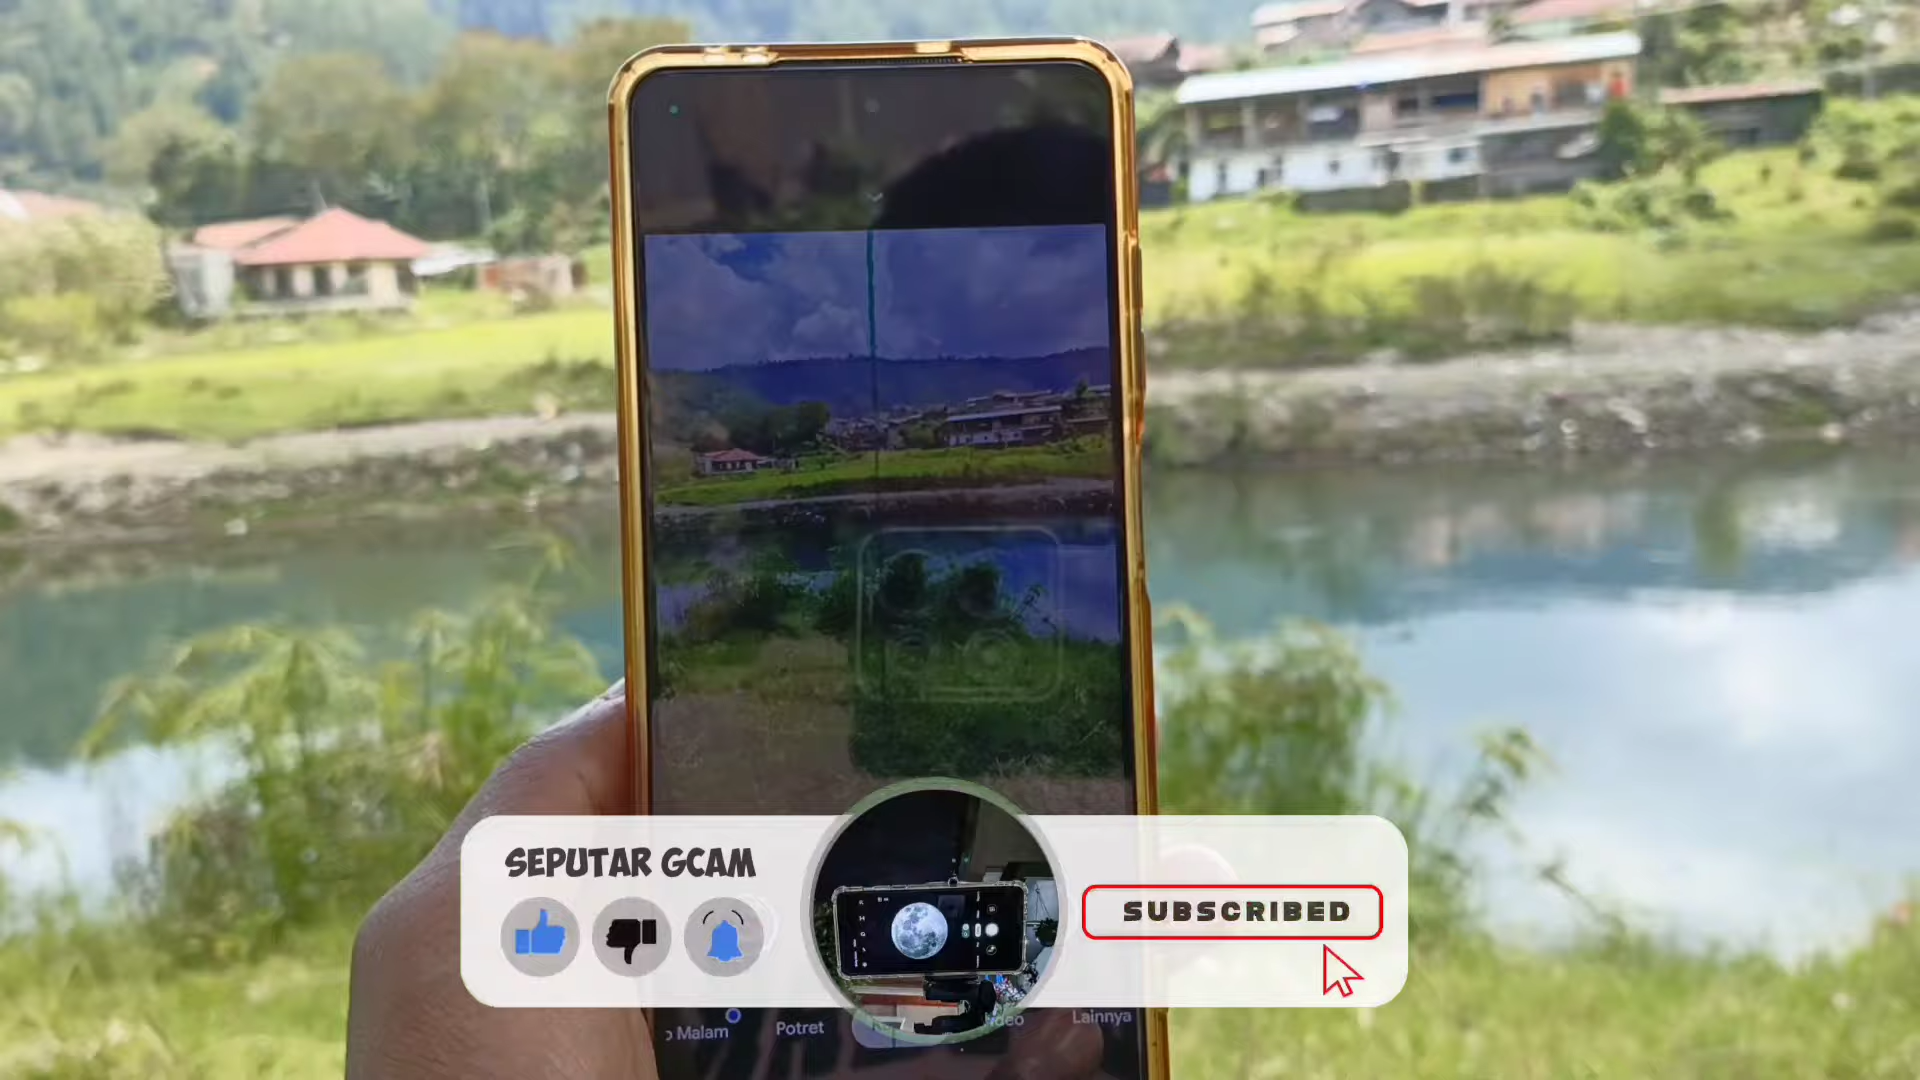 SEPUTAR GCAM
SUBSCRIBED
Malam
Potret
Lainnya